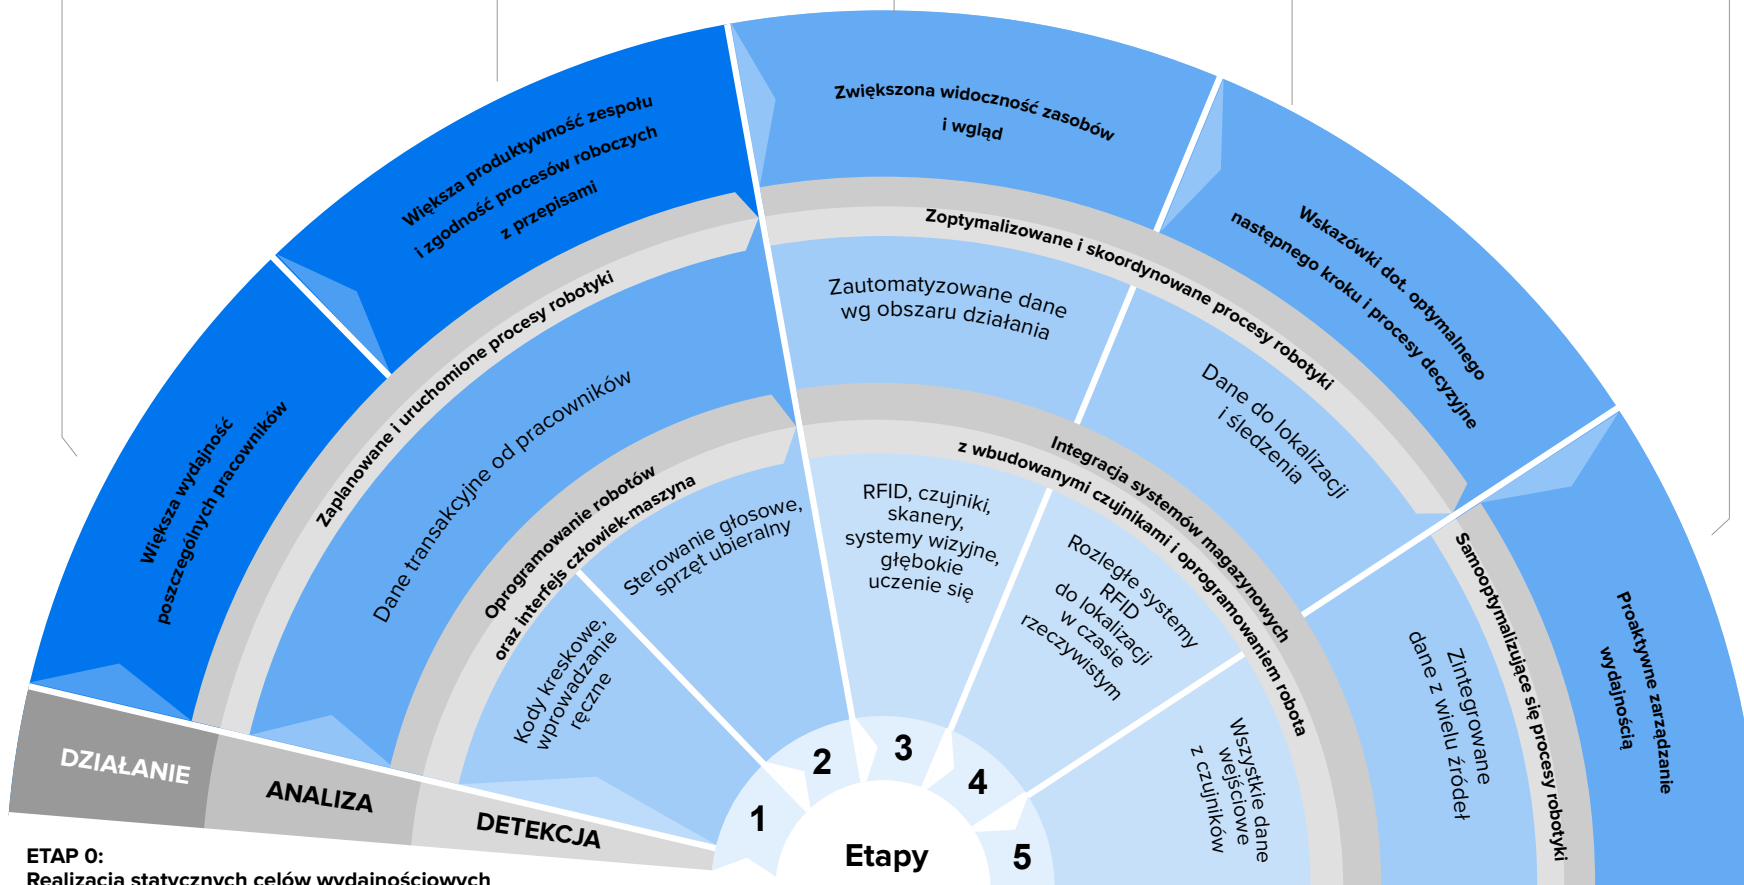 Większa wydajność
poszczególnych pracowników
Większa produktywność zespołu
i zgodność procesów roboczych
z przepisami
Zwiększona widoczność zasobów
i wgląd
Wskazówki dot. optymalnego
następnego kroku i procesy decyzyjne
Proaktywne zarządzanie
wydajnością
Zaplanowane i uruchomione procesy robotyki
Zoptymalizowane i skoordynowane procesy robotyki
Samooptymalizujące się procesy robotyki
Dane transakcyjne od pracowników
Zautomatyzowane dane
wg obszaru działania
Dane do lokalizacji
i śledzenia
Zintegrowane
dane z wielu źródeł
Oprogramowanie robotów
oraz interfejs człowiek-maszyna
Integracja systemów magazynowych
z wbudowanymi czujnikami i oprogramowaniem robota
Kody kreskowe,
wprowadzanie
ręczne
Sterowanie głosowe,
sprzęt ubieralny
RFID, czujniki,
skanery,
systemy wizyjne,
głębokie
uczenie się
Rozległe systemy
RFID
do lokalizacji
w czasie
rzeczywistym
Wszystkie dane
wejściowe
z czujników
DZIAŁANIE
ANALIZA
DETEKCJA
1
2
3
4
5
Etapy
ETAP 0:
Realizacja statycznych celów wydajnościowych